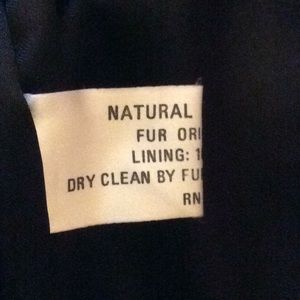 NATURAL
FUR ORI
LINING: 1
DRY CLEAN BY FU
RN